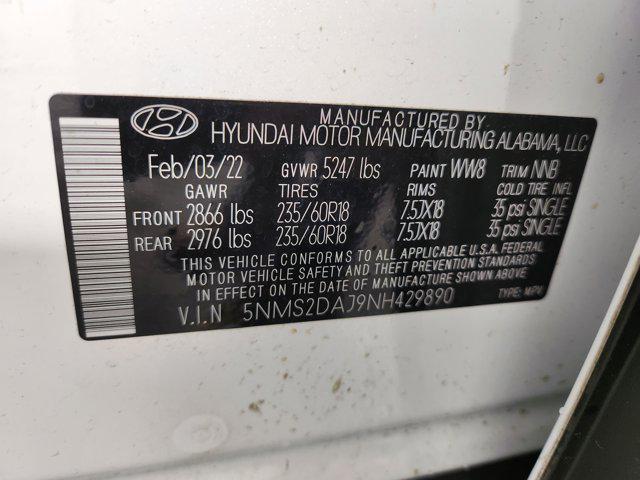 MANUFACTURED BY
HYUNDAI MOTOR MANUFACTURING ALABAMA, LLC
Feb/03/22 GVWR 5247 lbs PAINT WW8 TRIM NNB
GAWR TIRES RIMS COLD TIRE INFL
FRONT 2866 lbs 235/60R18 7.5JX18 35 psi SINGLE
REAR 2976 lbs 235/60R18 7.5JX18 35 psi SINGLE
THIS VEHICLE CONFORMS TO ALL APPLICABLE U.S.A. FEDERAL
MOTOR VEHICLE SAFETY AND THEFT PREVENTION STANDARDS
IN EFFECT ON THE DATE OF MANUFACTURE SHOWN ABOVE.
V.I.N 5NMS2DAJ9NH429890 TYPE: MPV